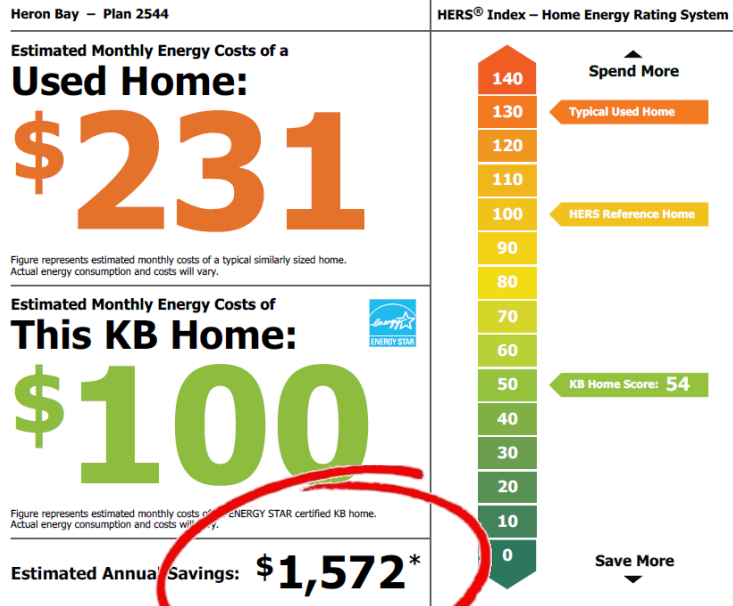 Heron Bay – Plan 2544
Estimated Monthly Energy Costs of a
Used Home:
$231
Figure represents estimated monthly costs of a typical similarly sized home.
Actual energy consumption and costs will vary.
Estimated Monthly Energy Costs of
This KB Home:
energy
ENERGY STAR
$100
Figure represents estimated monthly costs of ENERGY STAR certified KB home.
Actual energy consumption and costs will vary.
Estimated Annual Savings: $1,572*
HERS® Index – Home Energy Rating System
Spend More
140
130 Typical Used Home
120
110
100 HERS Reference Home
90
80
70
60
50 KB Home Score: 54
40
30
20
10
0
Save More